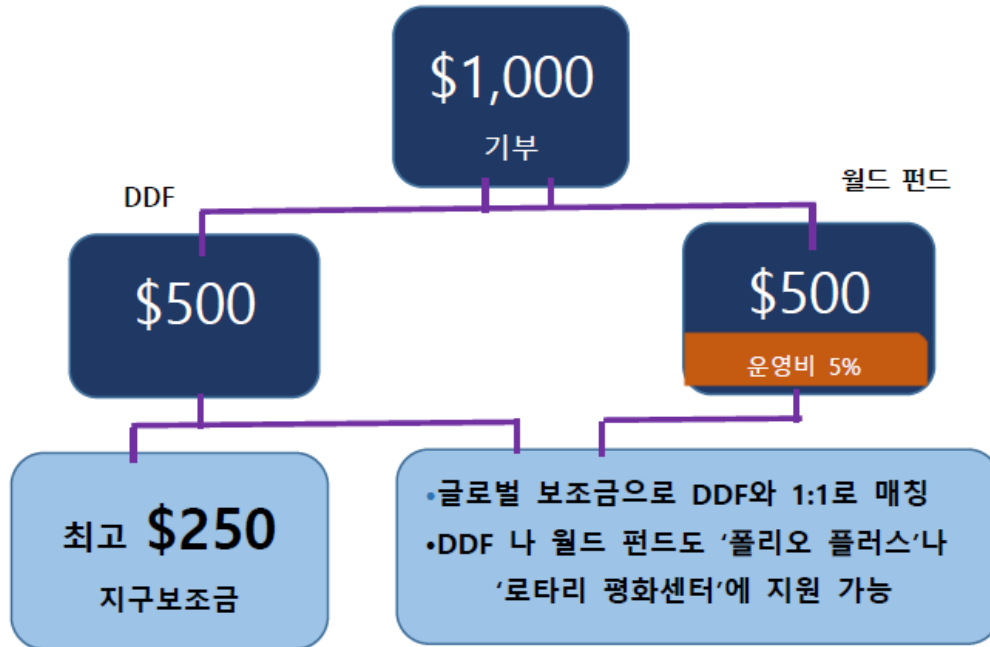 $1,000
기부
DDF
월드 펀드
$500
$500
운영비 5%
최고 $250
지구보조금
•글로벌 보조금으로 DDF와 1:1로 매칭
•DDF 나 월드 펀드도 ‘폴리오 플러스’나
‘로타리 평화센터’에 지원 가능